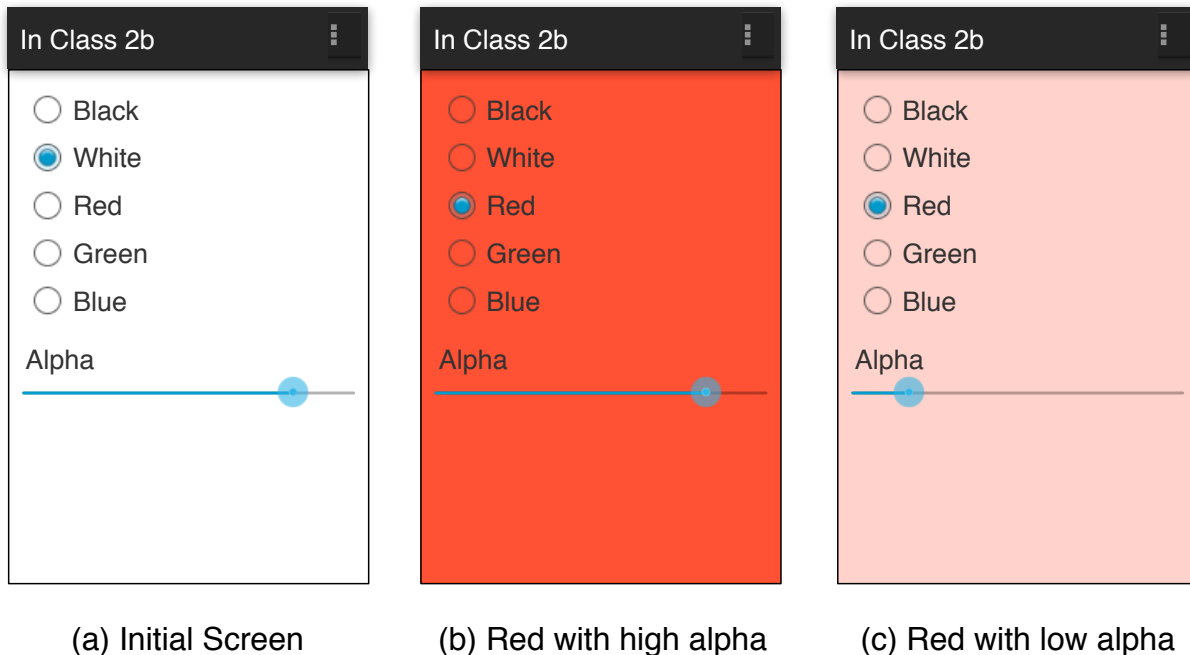 In Class 2b
Black
White
Red
Green
Blue
Alpha
(a) Initial Screen
In Class 2b
Black
White
Red
Green
Blue
Alpha
(b) Red with high alpha
In Class 2b
Black
White
Red
Green
Blue
Alpha
(c) Red with low alpha